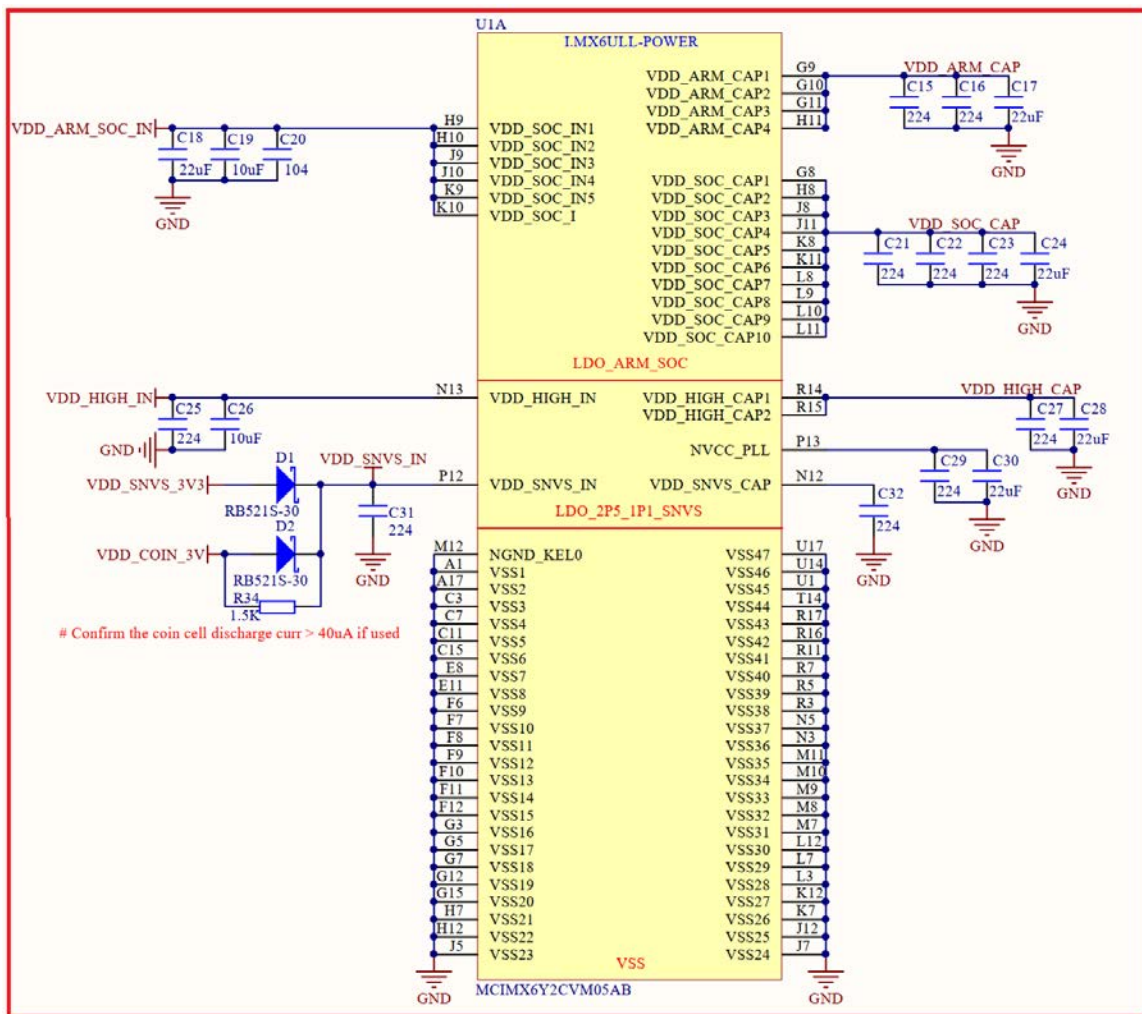 U1A
I.MX6ULL-POWER
VDD_ARM_SOC_IN
C18
22uF
C19
10uF
C20
104
GND
H9 VDD_SOC_IN1
H10 VDD_SOC_IN2
J9 VDD_SOC_IN3
J10 VDD_SOC_IN4
K9 VDD_SOC_IN5
K10 VDD_SOC_I
VDD_ARM_CAP1 G9
VDD_ARM_CAP2 G10
VDD_ARM_CAP3 G11
VDD_ARM_CAP4 H11
VDD_ARM_CAP
C15
224
C16
224
C17
22uF
GND
VDD_SOC_CAP1 G8
VDD_SOC_CAP2 H8
VDD_SOC_CAP3 J8
VDD_SOC_CAP4 J11
VDD_SOC_CAP5 K8
VDD_SOC_CAP6 K11
VDD_SOC_CAP7 L8
VDD_SOC_CAP8 L9
VDD_SOC_CAP9 L10
VDD_SOC_CAP10 L11
VDD_SOC_CAP
C21
224
C22
224
C23
224
C24
22uF
GND
LDO_ARM_SOC
VDD_HIGH_IN
C25
224
C26
10uF
GND
N13 VDD_HIGH_IN
VDD_HIGH_CAP1 R14
VDD_HIGH_CAP2 R15
VDD_HIGH_CAP
C27
224
C28
22uF
GND
NVCC_PLL P13
C29
224
C30
22uF
GND
D1
VDD_SNVS_3V3
RB521S-30
VDD_SNVS_IN
P12 VDD_SNVS_IN
C31
224
GND
VDD_SNVS_CAP N12
C32
224
GND
LDO_2P5_1P1_SNVS
D2
VDD_COIN_3V
RB521S-30
R34
1.5K
# Confirm the coin cell discharge curr > 40uA if used
M12 NGND_KEL0
A1 VSS1
A17 VSS2
C3 VSS3
C7 VSS4
C11 VSS5
C15 VSS6
E8 VSS7
E11 VSS8
F6 VSS9
F7 VSS10
F8 VSS11
F9 VSS12
F10 VSS13
F11 VSS14
F12 VSS15
G3 VSS16
G5 VSS17
G7 VSS18
G12 VSS19
G15 VSS20
H7 VSS21
H12 VSS22
J5 VSS23
GND
VSS47 U17
VSS46 U14
VSS45 U1
VSS44 T14
VSS43 R17
VSS42 R16
VSS41 R11
VSS40 R7
VSS39 R5
VSS38 R3
VSS37 N5
VSS36 N3
VSS35 M11
VSS34 M10
VSS33 M9
VSS32 M8
VSS31 M7
VSS30 L12
VSS29 L7
VSS28 L3
VSS27 K12
VSS26 K7
VSS25 J12
VSS24 J7
GND
VSS
MCIMX6Y2CVM05AB